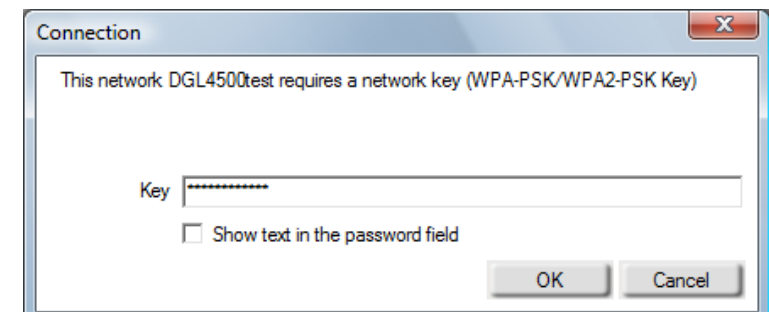 Connection
This network DGL4500test requires a network key (WPA-PSK/WPA2-PSK Key)
Key ************
Show text in the password field
OK Cancel